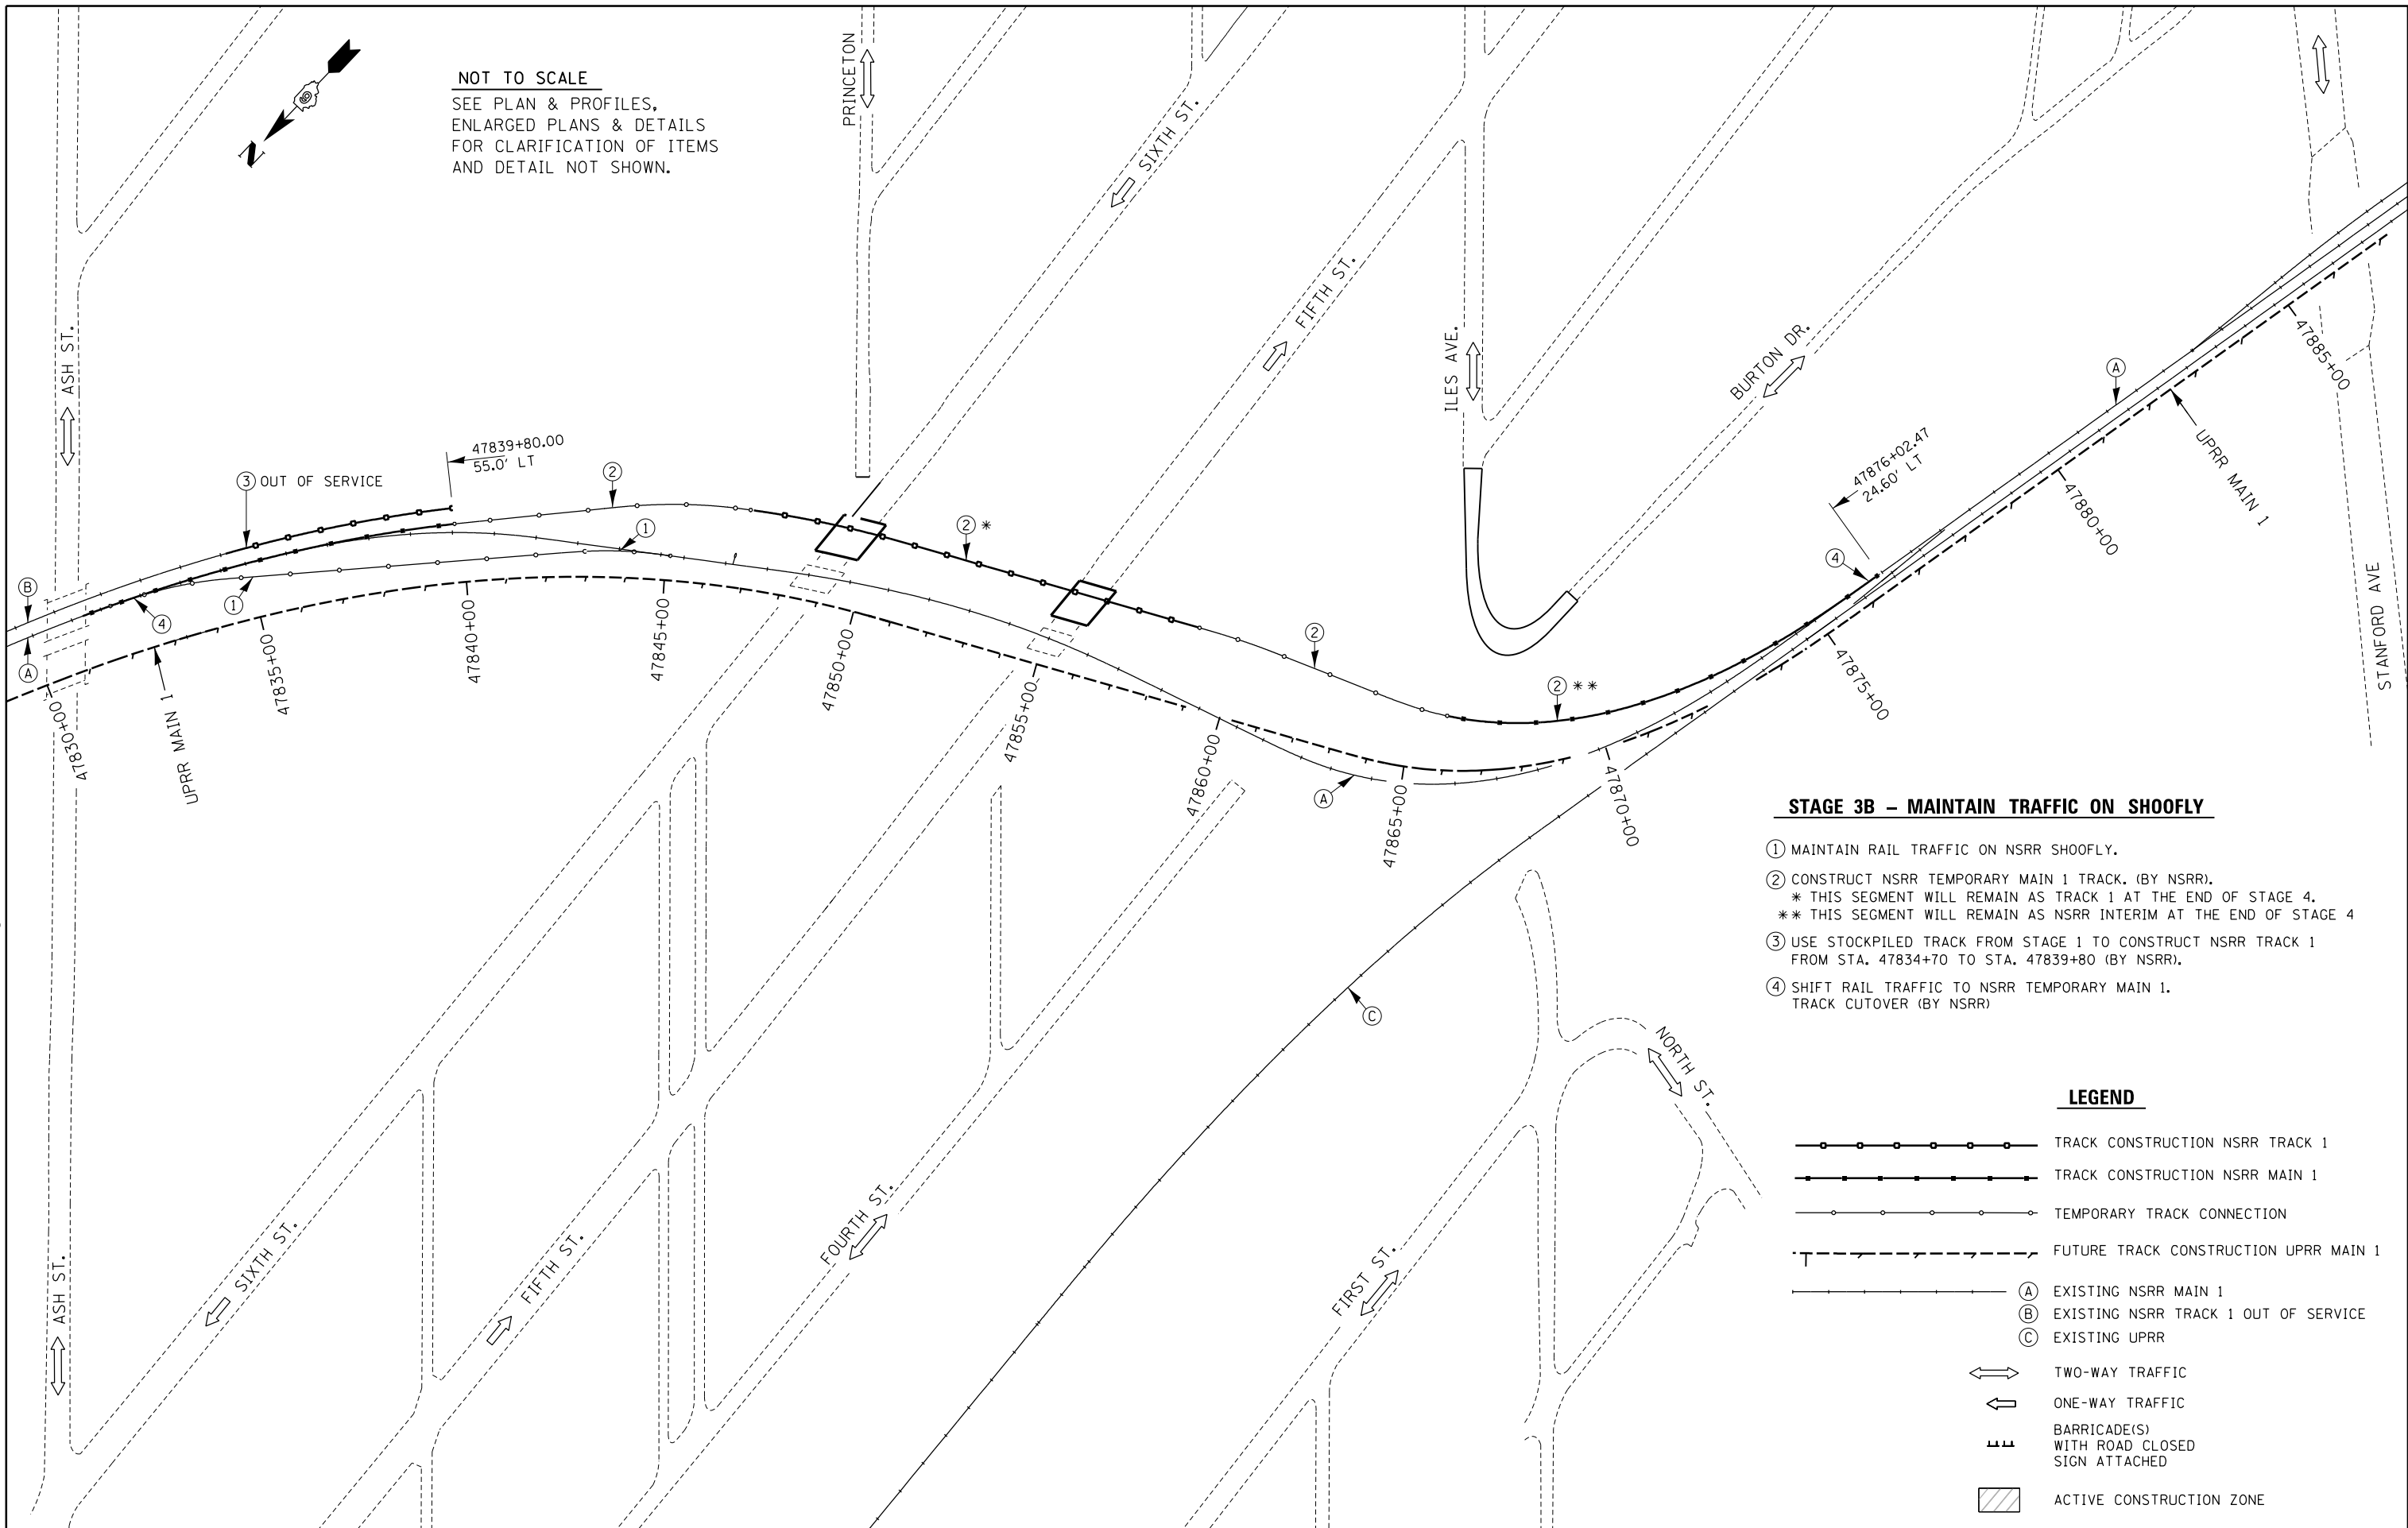 NOT TO SCALE
SEE PLAN & PROFILES,
ENLARGED PLANS & DETAILS
FOR CLARIFICATION OF ITEMS
AND DETAIL NOT SHOWN.
N
PRINCETON
SIXTH ST.
FIFTH ST.
ILES AVE.
BURTON DR.
ASH ST.
47839+80.00
55.0' LT
3 OUT OF SERVICE
2
1
2 *
1
4
B
A
2
2 * *
4
47876+02.47
24.60' LT
A
UPRR MAIN 1
47885+00
47880+00
47875+00
47870+00
STANFORD AVE
47830+00
UPRR MAIN 1
47835+00
47840+00
47845+00
47850+00
47855+00
47860+00
A
47865+00
C
STAGE 3B – MAINTAIN TRAFFIC ON SHOOFLY
1 MAINTAIN RAIL TRAFFIC ON NSRR SHOOFLY.
2 CONSTRUCT NSRR TEMPORARY MAIN 1 TRACK. (BY NSRR).
* THIS SEGMENT WILL REMAIN AS TRACK 1 AT THE END OF STAGE 4.
* * THIS SEGMENT WILL REMAIN AS NSRR INTERIM AT THE END OF STAGE 4
3 USE STOCKPILED TRACK FROM STAGE 1 TO CONSTRUCT NSRR TRACK 1
FROM STA. 47834+70 TO STA. 47839+80 (BY NSRR).
4 SHIFT RAIL TRAFFIC TO NSRR TEMPORARY MAIN 1.
TRACK CUTOVER (BY NSRR)
NORTH ST.
ASH ST.
SIXTH ST.
FIFTH ST.
FOURTH ST.
FIRST ST.
LEGEND
TRACK CONSTRUCTION NSRR TRACK 1
TRACK CONSTRUCTION NSRR MAIN 1
TEMPORARY TRACK CONNECTION
FUTURE TRACK CONSTRUCTION UPRR MAIN 1
A EXISTING NSRR MAIN 1
B EXISTING NSRR TRACK 1 OUT OF SERVICE
C EXISTING UPRR
TWO-WAY TRAFFIC
ONE-WAY TRAFFIC
BARRICADE(S)
WITH ROAD CLOSED
SIGN ATTACHED
ACTIVE CONSTRUCTION ZONE